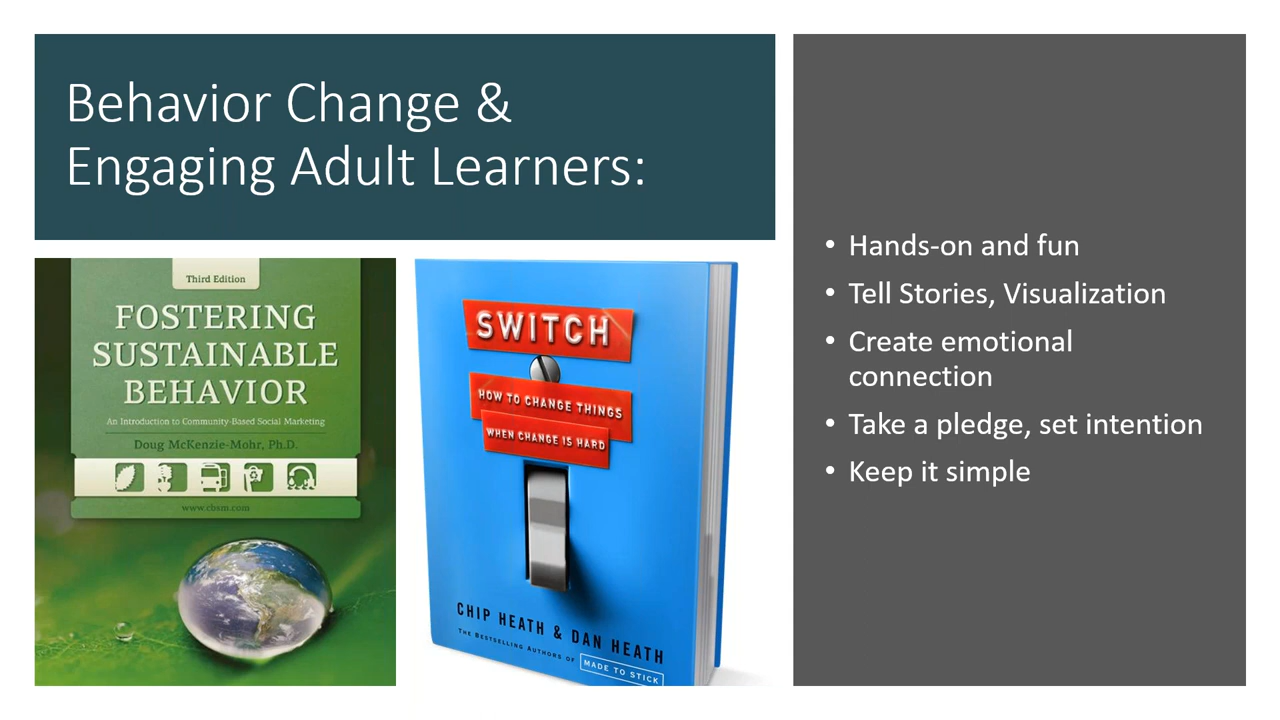 Behavior Change &
Engaging Adult Learners:
Third Edition
FOSTERING
SUSTAINABLE
BEHAVIOR
An Introduction to Community-Based Social Marketing
Doug McKenzie-Mohr, Ph.D.
www.cbsm.com
SWITCH
HOW TO CHANGE THINGS
WHEN CHANGE IS HARD
CHIP HEATH & DAN HEATH
THE BESTSELLING AUTHORS OF MADE TO STICK
• Hands-on and fun
• Tell Stories, Visualization
• Create emotional
connection
• Take a pledge, set intention
• Keep it simple